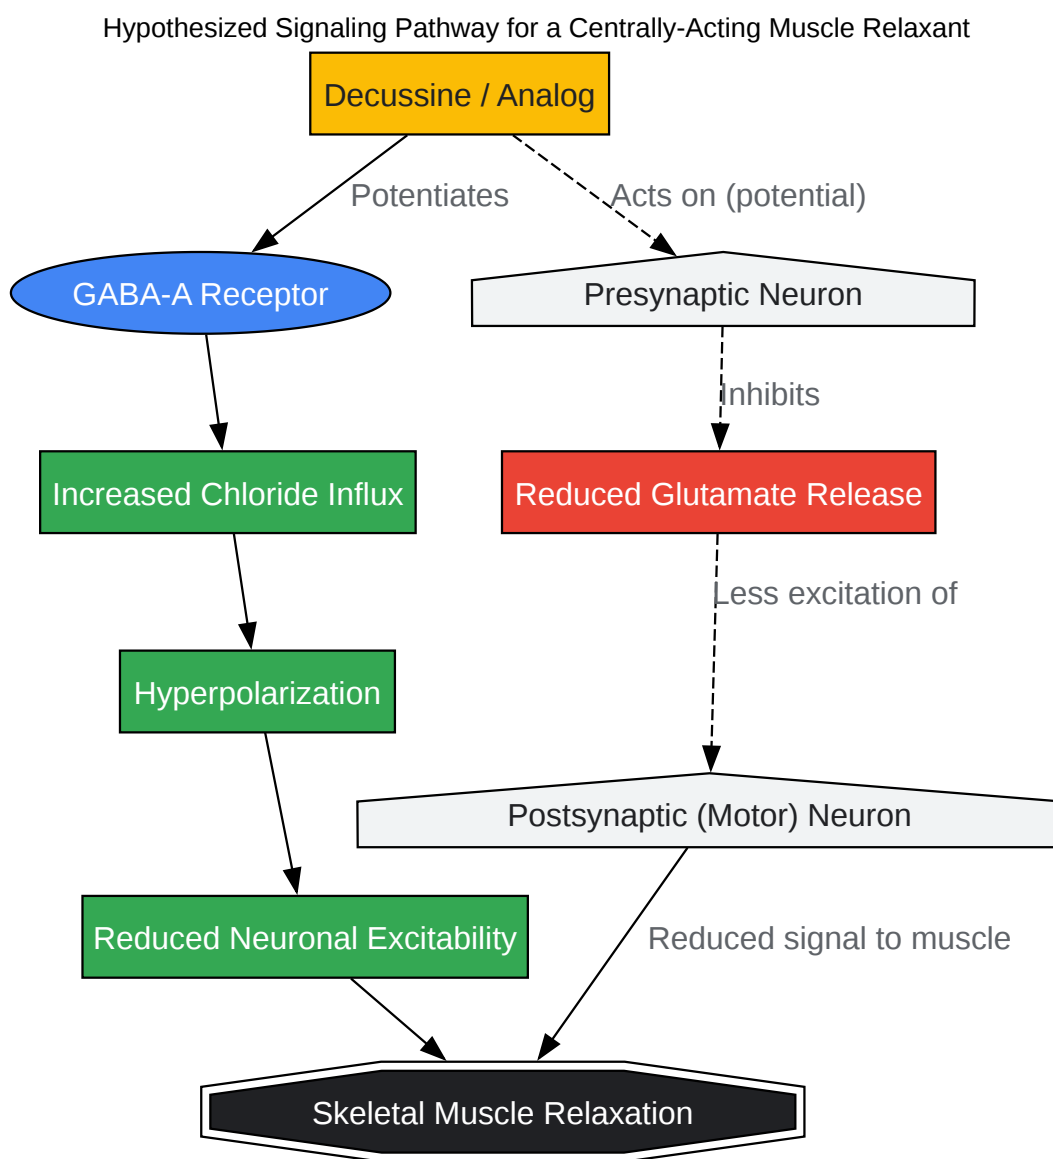 Hypothesized Signaling Pathway for a Centrally-Acting Muscle Relaxant
Decussine / Analog
Potentiates
Acts on (potential)
GABA-A Receptor
Presynaptic Neuron
Inhibits
Increased Chloride Influx
Reduced Glutamate Release
Less excitation of
Hyperpolarization
Postsynaptic (Motor) Neuron
Reduced Neuronal Excitability
Reduced signal to muscle
Skeletal Muscle Relaxation